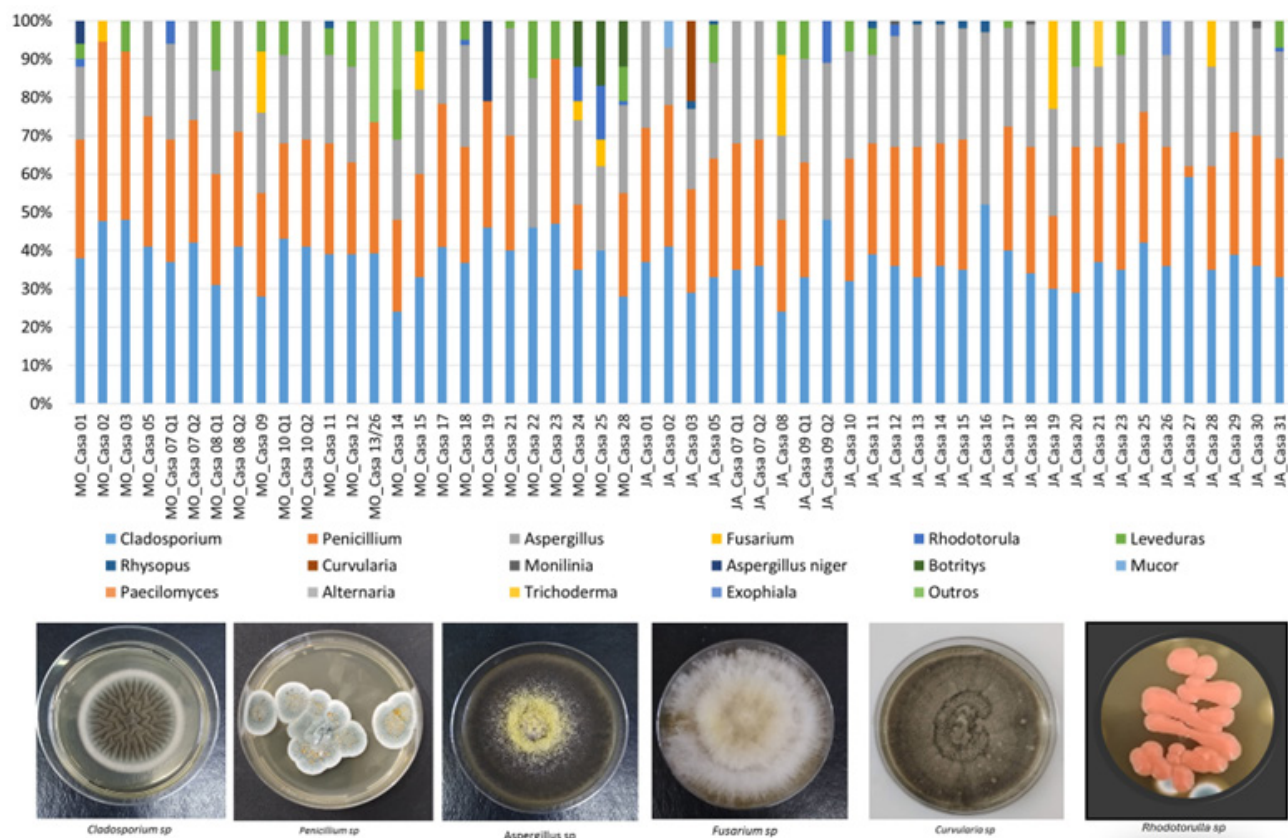 100%
90%
80%
70%
60%
50%
40%
30%
20%
10%
0%
MO_Casa 01
MO_Casa 02
MO_Casa 03
MO_Casa 05
MO_Casa 07 Q1
MO_Casa 07 Q2
MO_Casa 08 Q1
MO_Casa 08 Q2
MO_Casa 09
MO_Casa 10 Q1
MO_Casa 10 Q2
MO_Casa 11
MO_Casa 12
MO_Casa 13/26
MO_Casa 14
MO_Casa 15
MO_Casa 17
MO_Casa 18
MO_Casa 19
MO_Casa 21
MO_Casa 22
MO_Casa 23
MO_Casa 24
MO_Casa 25
MO_Casa 28
JA_Casa 01
JA_Casa 02
JA_Casa 03
JA_Casa 05
JA_Casa 07 Q1
JA_Casa 07 Q2
JA_Casa 08
JA_Casa 09 Q1
JA_Casa 09 Q2
JA_Casa 10
JA_Casa 11
JA_Casa 12
JA_Casa 13
JA_Casa 14
JA_Casa 15
JA_Casa 16
JA_Casa 17
JA_Casa 18
JA_Casa 19
JA_Casa 20
JA_Casa 21
JA_Casa 23
JA_Casa 25
JA_Casa 26
JA_Casa 27
JA_Casa 28
JA_Casa 29
JA_Casa 30
JA_Casa 31
Cladosporium Penicillium Aspergillus Fusarium Rhodotorula Leveduras
Rhysopus Curvularia Monilinia Aspergillus niger Botritys Mucor
Paecilomyces Alternaria Trichoderma Exophiala Outros
Cladosporium sp Penicillium sp Aspergillus sp Fusarium sp Curvularia sp Rhodotorulla sp